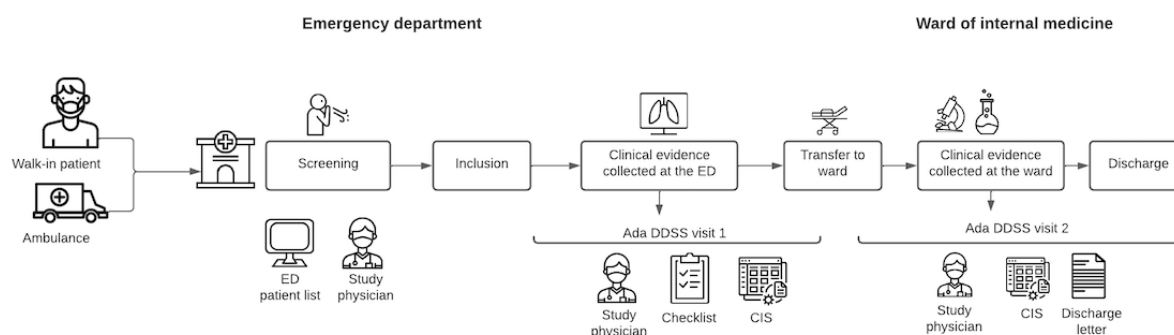 Emergency department
Ward of internal medicine
Walk-in patient
Ambulance
Screening
Inclusion
Clinical evidence
collected at the ED
Transfer to
ward
Clinical evidence
collected at the ward
Discharge
ED
patient list
Study
physician
Ada DDSS visit 1
Study
physician
Checklist
CIS
Ada DDSS visit 2
Study
physician
CIS
Discharge
letter